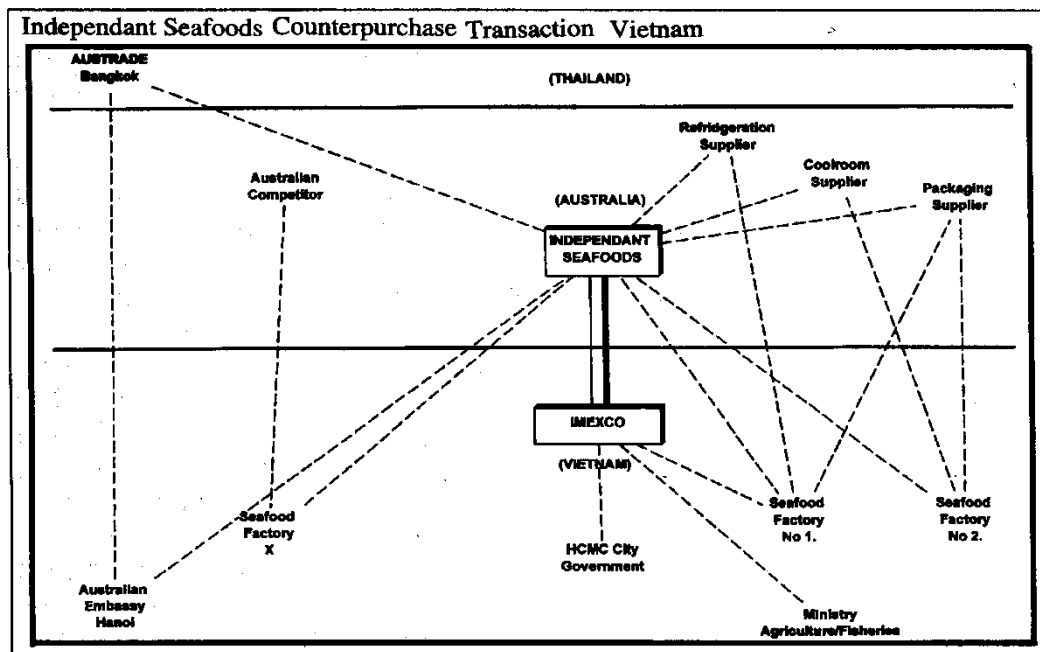 Independant Seafoods Counterpurchase Transaction Vietnam
AUSTRADE
Bangkok
(THAILAND)
Refridgeration
Supplier
Coolroom
Supplier
Packaging
Supplier
Australian
Competitor
(AUSTRALIA)
INDEPENDANT
SEAFOODS
IMEXCO
(VIETNAM)
Seafood
Factory
X
HCMC City
Government
Seafood
Factory
No 1.
Seafood
Factory
No 2.
Australian
Embassy
Hanoi
Ministry
Agriculture/Fisheries